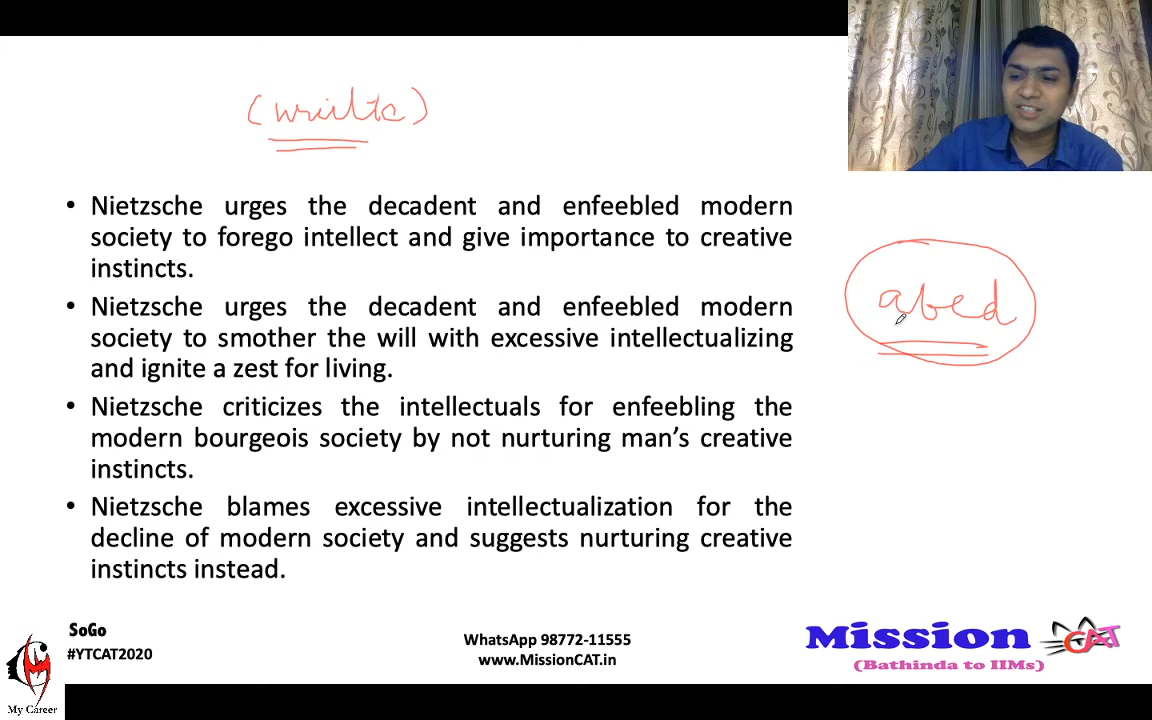 • Nietzsche urges the decadent and enfeebled modern
society to forego intellect and give importance to creative
instincts.
• Nietzsche urges the decadent and enfeebled modern
society to smother the will with excessive intellectualizing
and ignite a zest for living.
• Nietzsche criticizes the intellectuals for enfeebling the
modern bourgeois society by not nurturing man's creative
instincts.
• Nietzsche blames excessive intellectualization for the
decline of modern society and suggests nurturing creative
instincts instead.
abcd
SoGo
#YTCAT2020
WhatsApp 98772-11555
www.MissionCAT.in
Mission CAT
(Bathinda to IIMs)
My Career